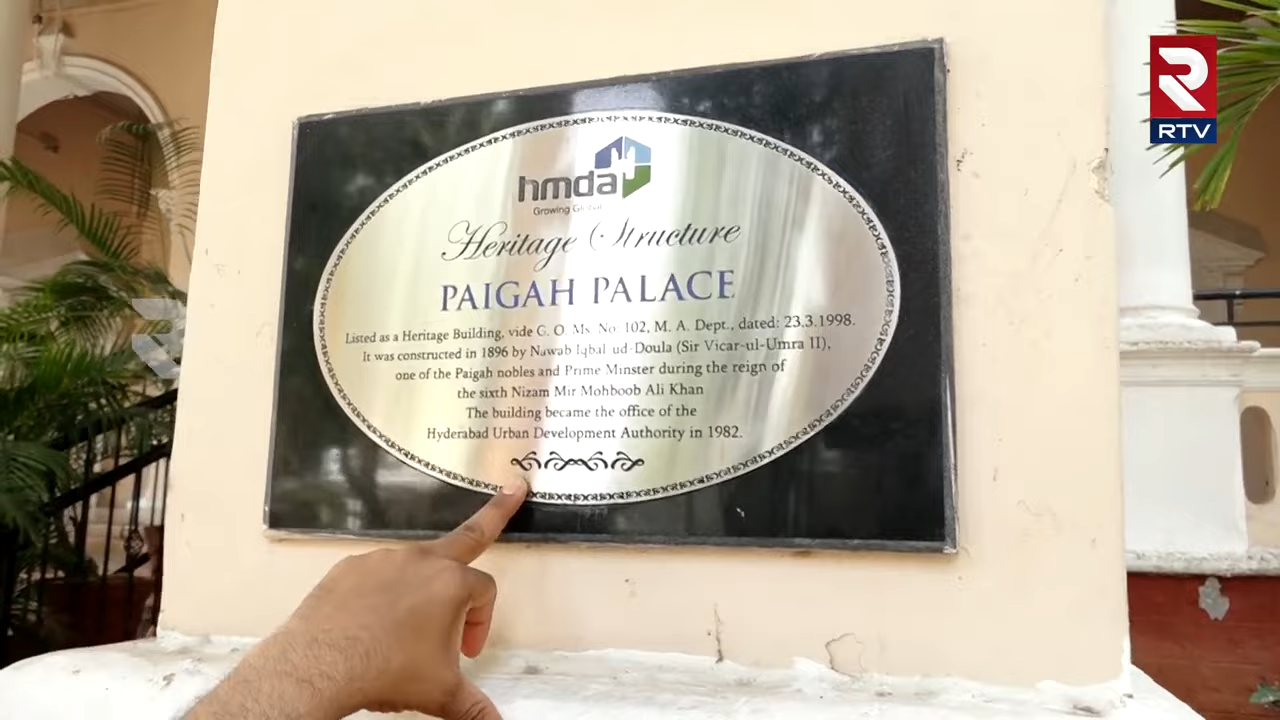 RTV
hmda
Growing Global
Heritage Structure
PAIGAH PALACE
Listed as a Heritage Building, vide G. O. Ms. No. 102, M. A. Dept., dated: 23.3.1998.
It was constructed in 1896 by Nawab Iqbal-ud-Doula (Sir Vicar-ul-Umra II),
one of the Paigah nobles and Prime Minster during the reign of
the sixth Nizam Mir Mohboob Ali Khan
The building became the office of the
Hyderabad Urban Development Authority in 1982.